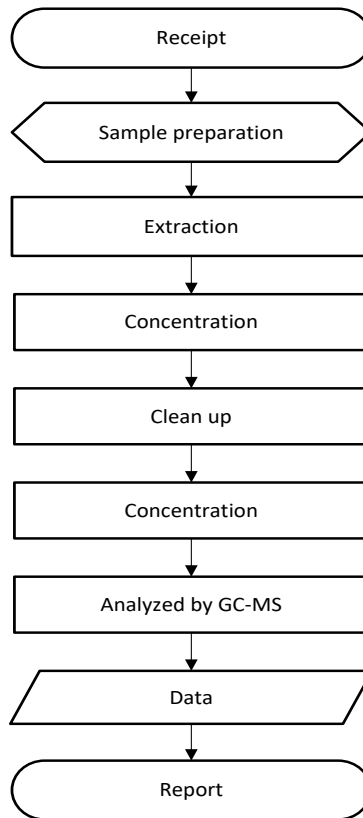 Receipt
Sample preparation
Extraction
Concentration
Clean up
Concentration
Analyzed by GC-MS
Data
Report